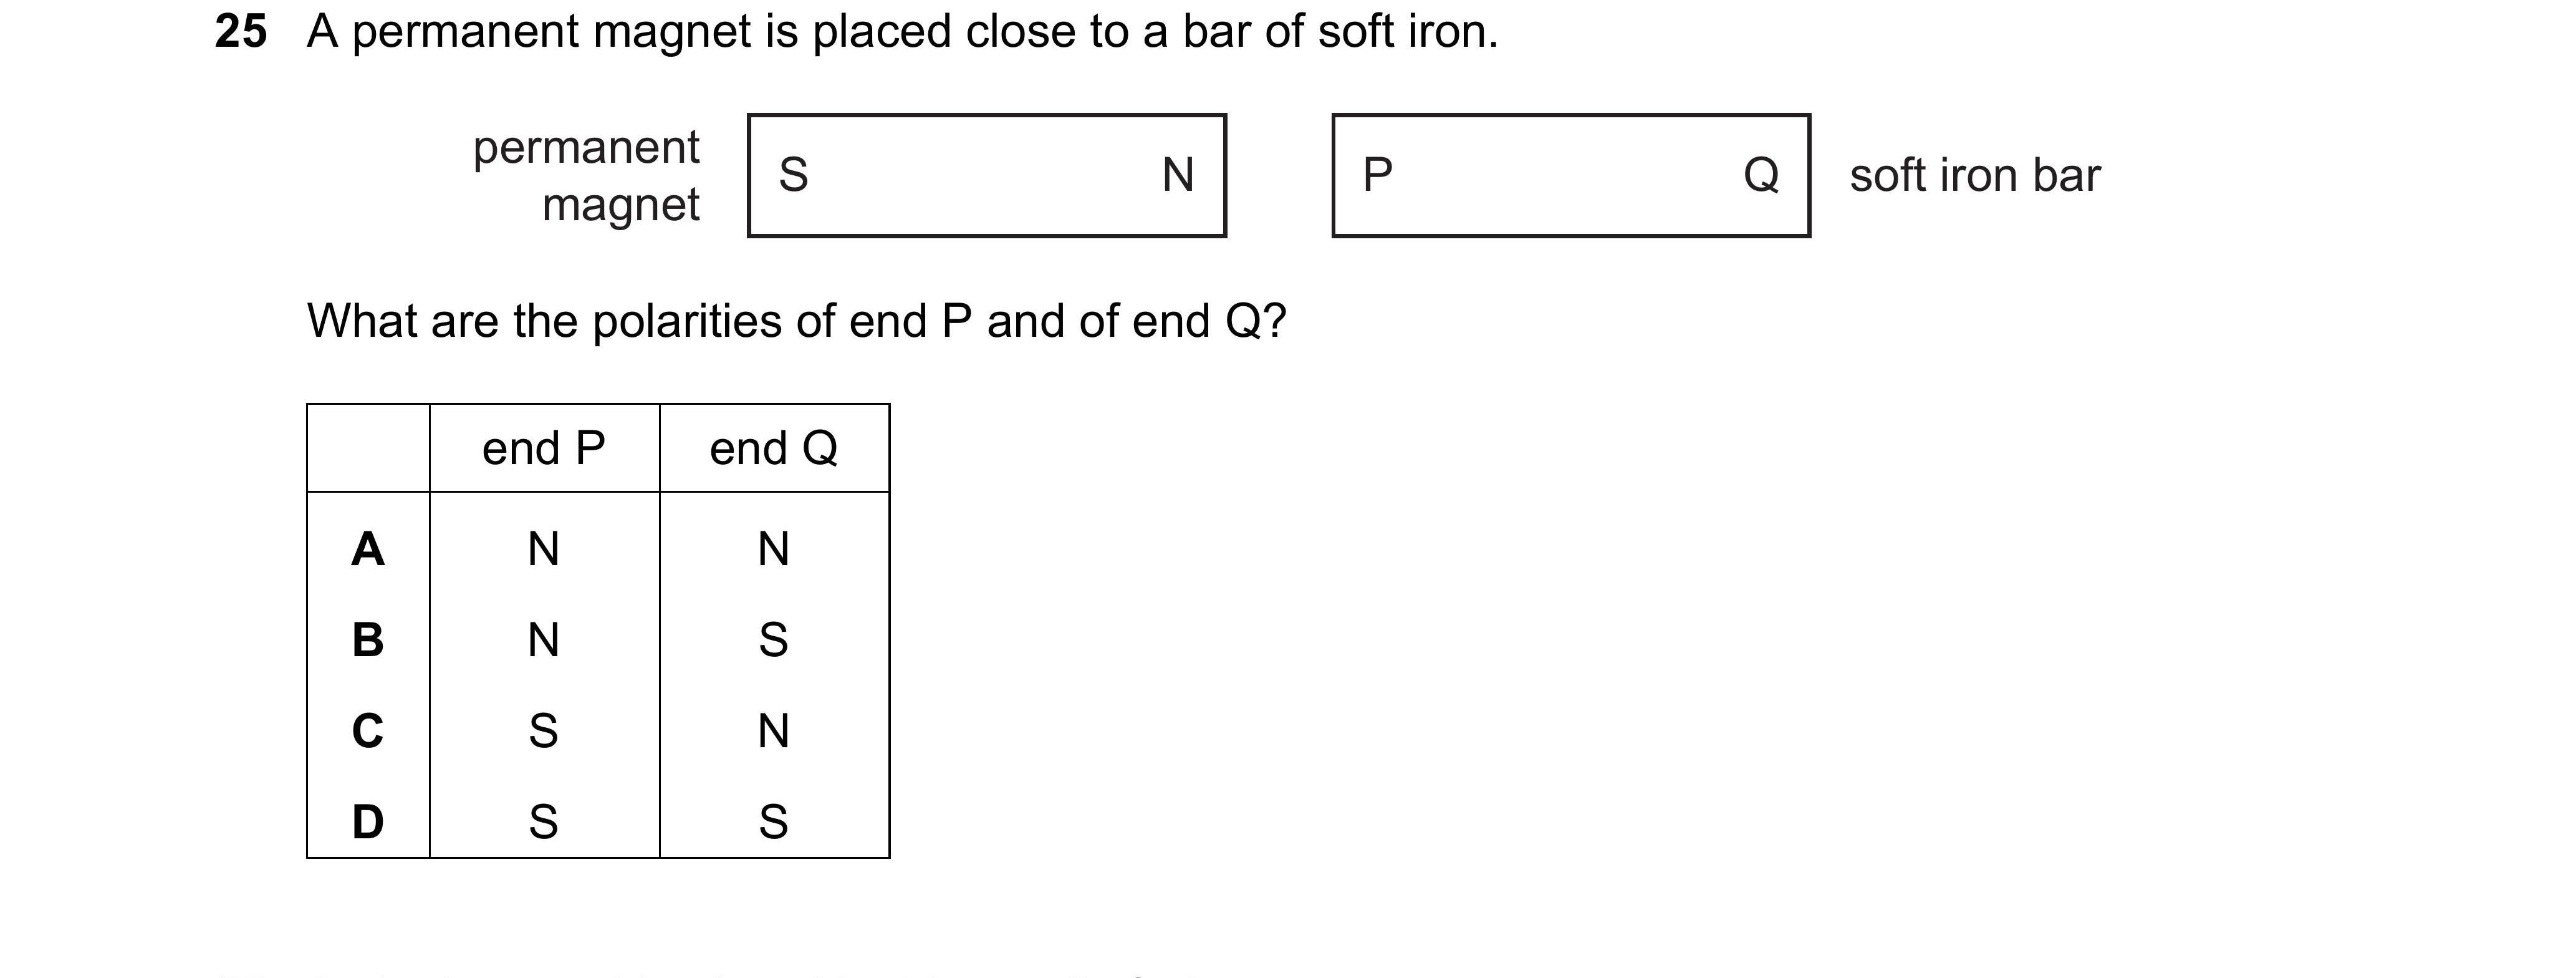 25 A permanent magnet is placed close to a bar of soft iron.
permanent
magnet
S N P Q soft iron bar
What are the polarities of end P and of end Q?
end P end Q
A N N
B N S
C S N
D S S